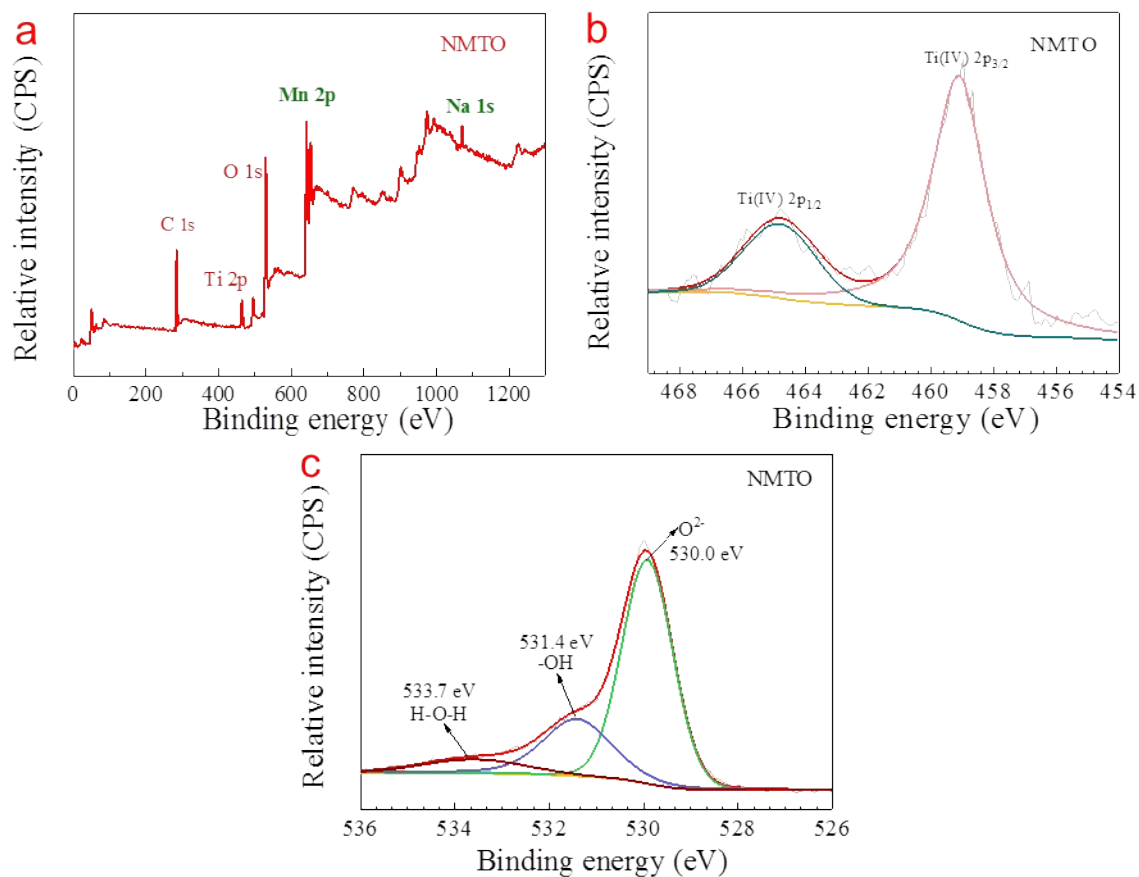 a
NMTO
Mn 2p
Na 1s
O 1s
C 1s
Ti 2p
Relative intensity (CPS)
0 200 400 600 800 1000 1200
Binding energy (eV)
b
NMTO
Ti(IV) 2p3/2
Ti(IV) 2p1/2
Relative intensity (CPS)
468 466 464 462 460 458 456 454
Binding energy (eV)
c
NMTO
O2-
530.0 eV
531.4 eV
-OH
533.7 eV
H-O-H
Relative intensity (CPS)
536 534 532 530 528 526
Binding energy (eV)